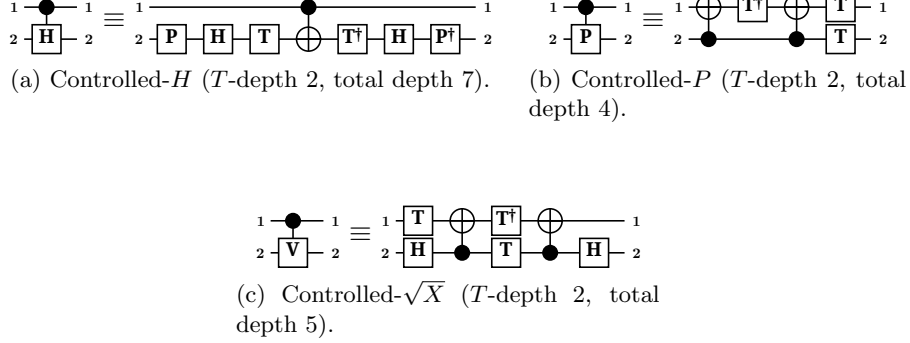 1 1 ≡ 1 1
2 H 2 2 P H T T† H P† 2
(a) Controlled-H (T-depth 2, total depth 7).
1 1 ≡ 1 T† T 1
2 P 2 2 T 2
(b) Controlled-P (T-depth 2, total
depth 4).
1 1 ≡ 1 T T† 1
2 V 2 2 H T H 2
(c) Controlled-√X (T-depth 2, total
depth 5).